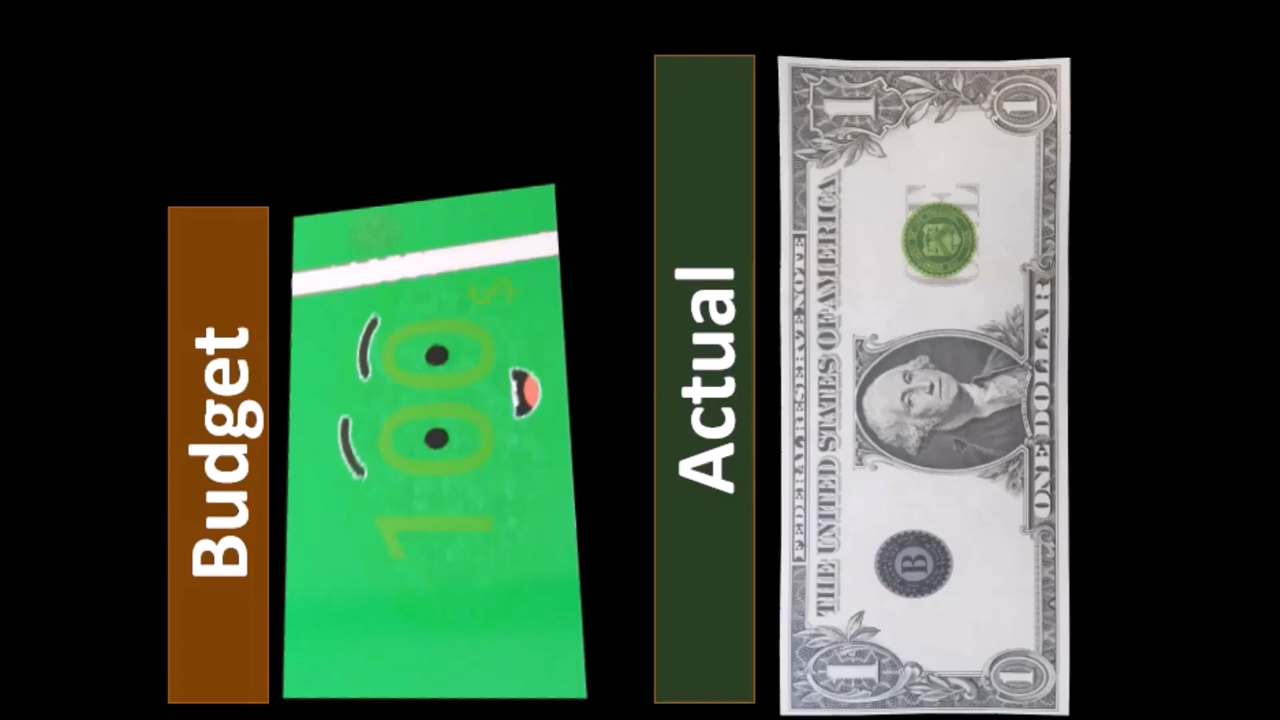 Budget
100$
Actual
FEDERAL RESERVE NOTE
THE UNITED STATES OF AMERICA
ONE DOLLAR
1
1
1
1
B